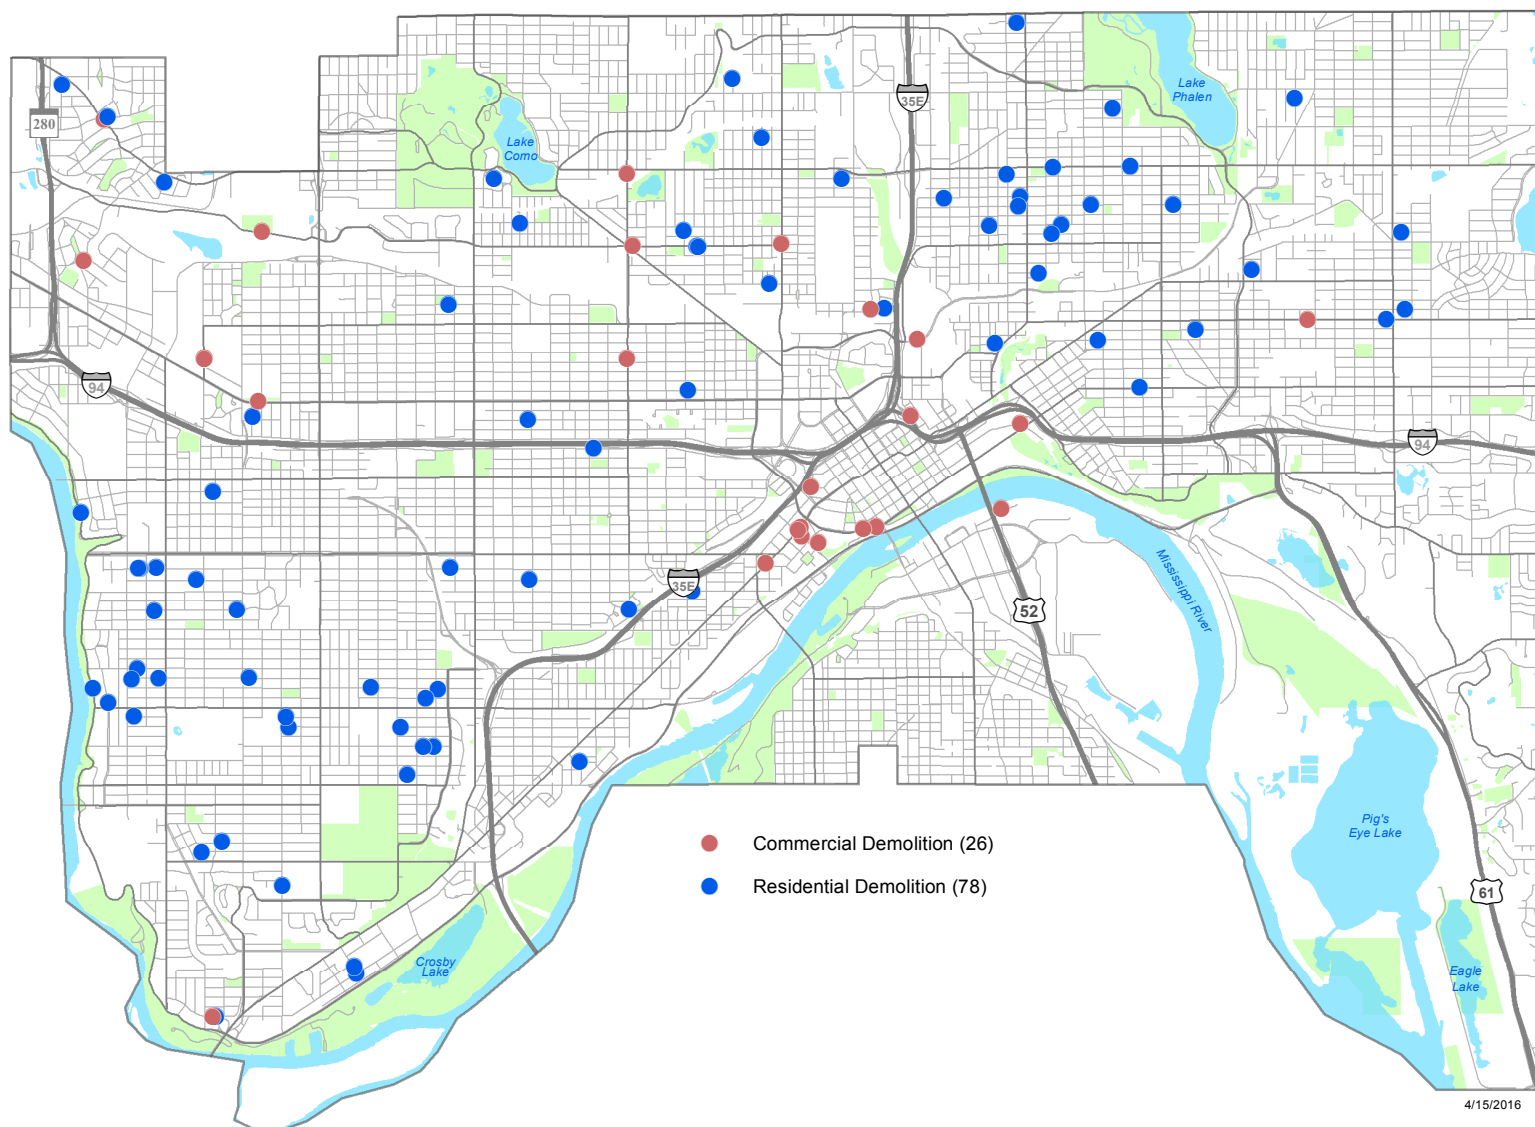 35E
Lake
Phalen
280
Lake
Como
94
94
Mississippi River
35E
52
Commercial Demolition (26)
Pig's
Eye Lake
Residential Demolition (78)
61
Crosby
Lake
Eagle
Lake
4/15/2016